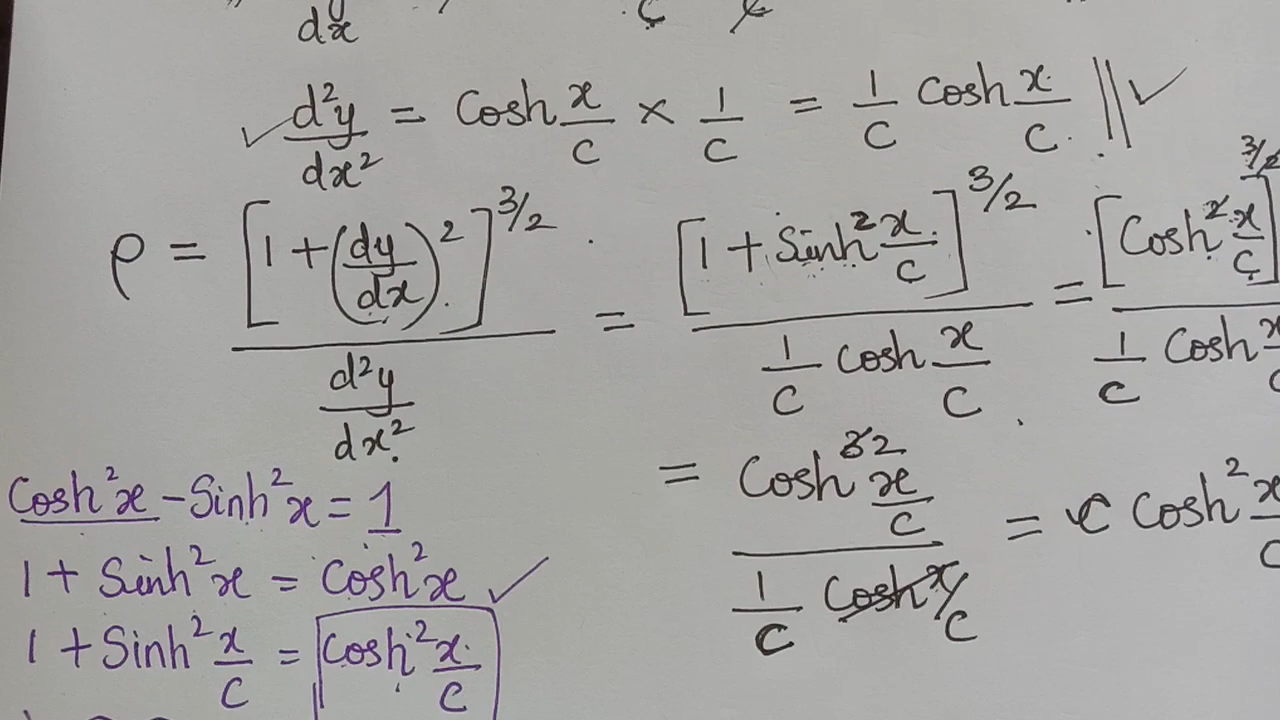 dx
d²y/dx² = Cosh x/c × 1/c = 1/c Cosh x/c
ρ = [1 + (dy/dx)²]^3/2 / d²y/dx² = [1 + Sinh² x/c]^3/2 / 1/c Cosh x/c = [Cosh² x/c]^3/2 / 1/c Cosh x/c
= Cosh^32 x/c / 1/c Cosh x/c = c Cosh² x/c
Cosh²x - Sinh²x = 1
1 + Sinh²x = Cosh²x
1 + Sinh² x/c = Cosh² x/c